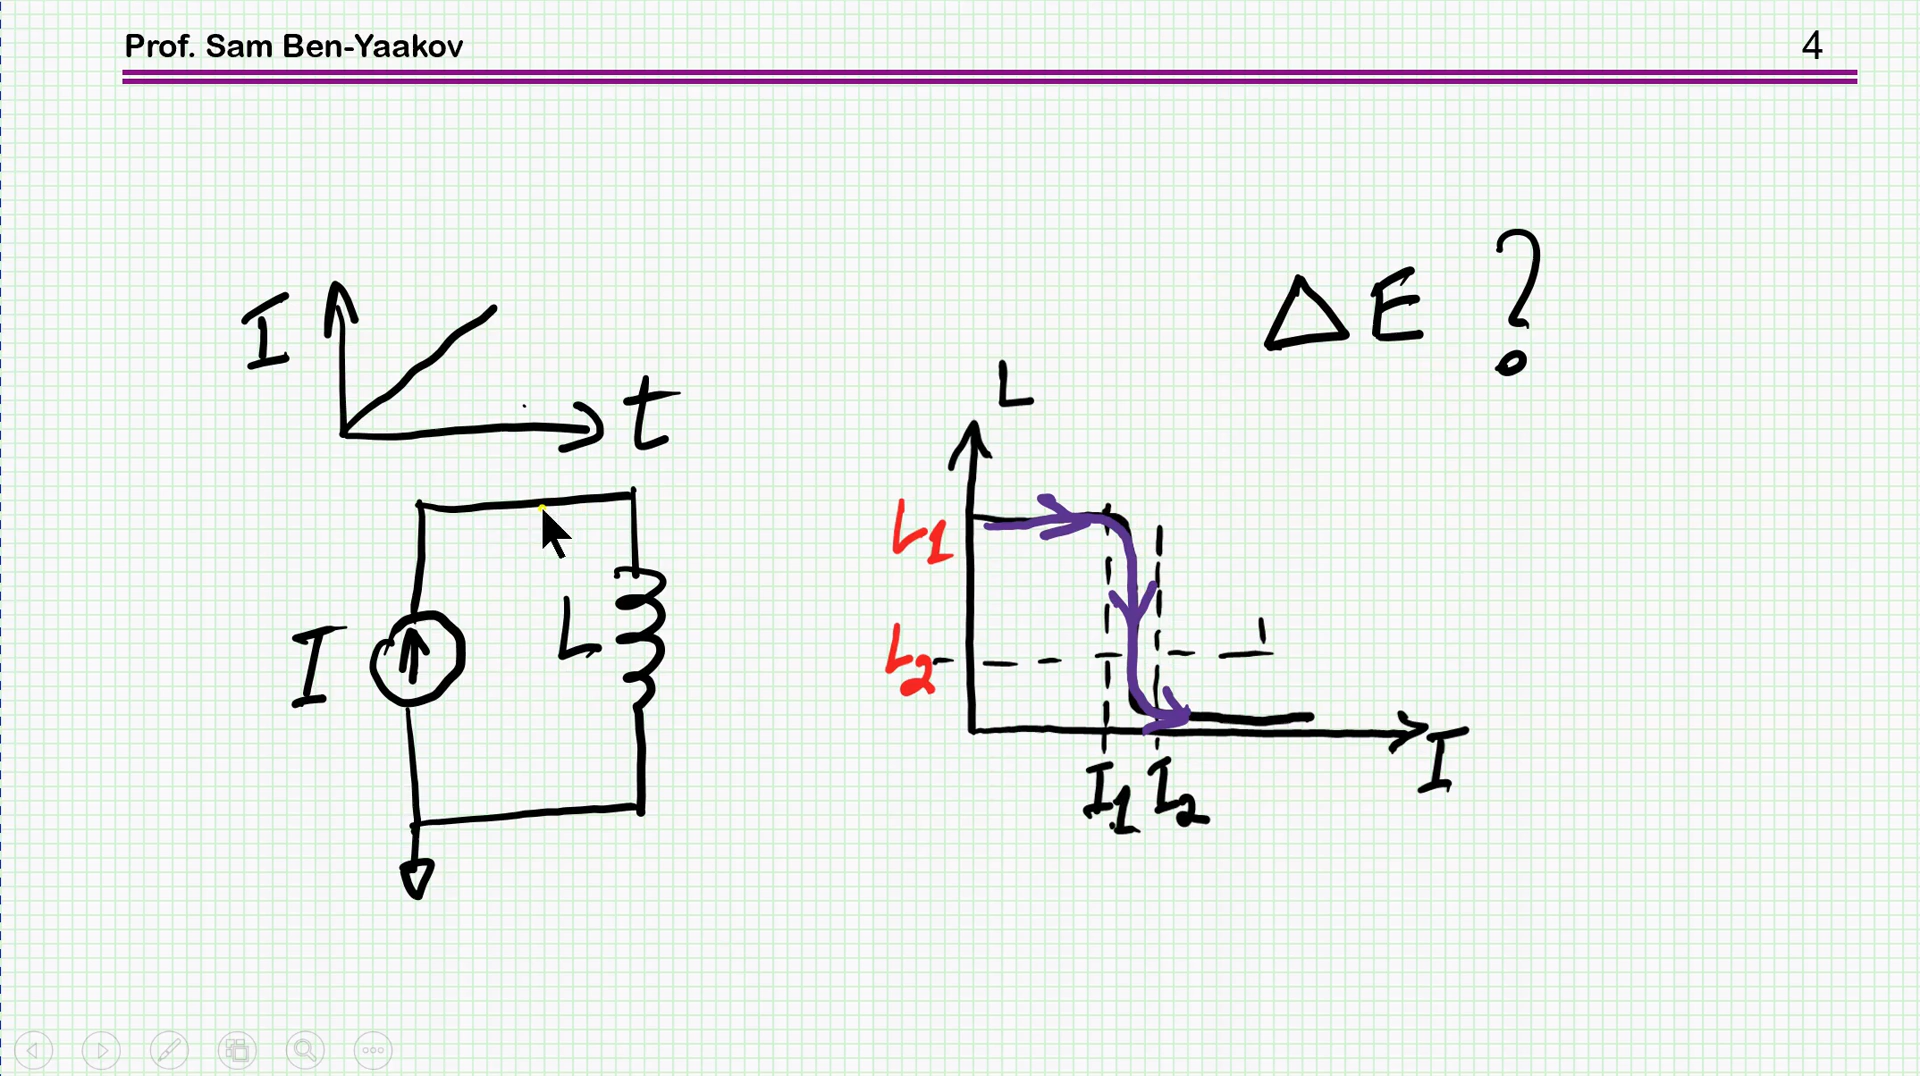 Prof. Sam Ben-Yaakov 4
ΔE ?
I
t
L
L1
I
L
L2
I1 I2
I